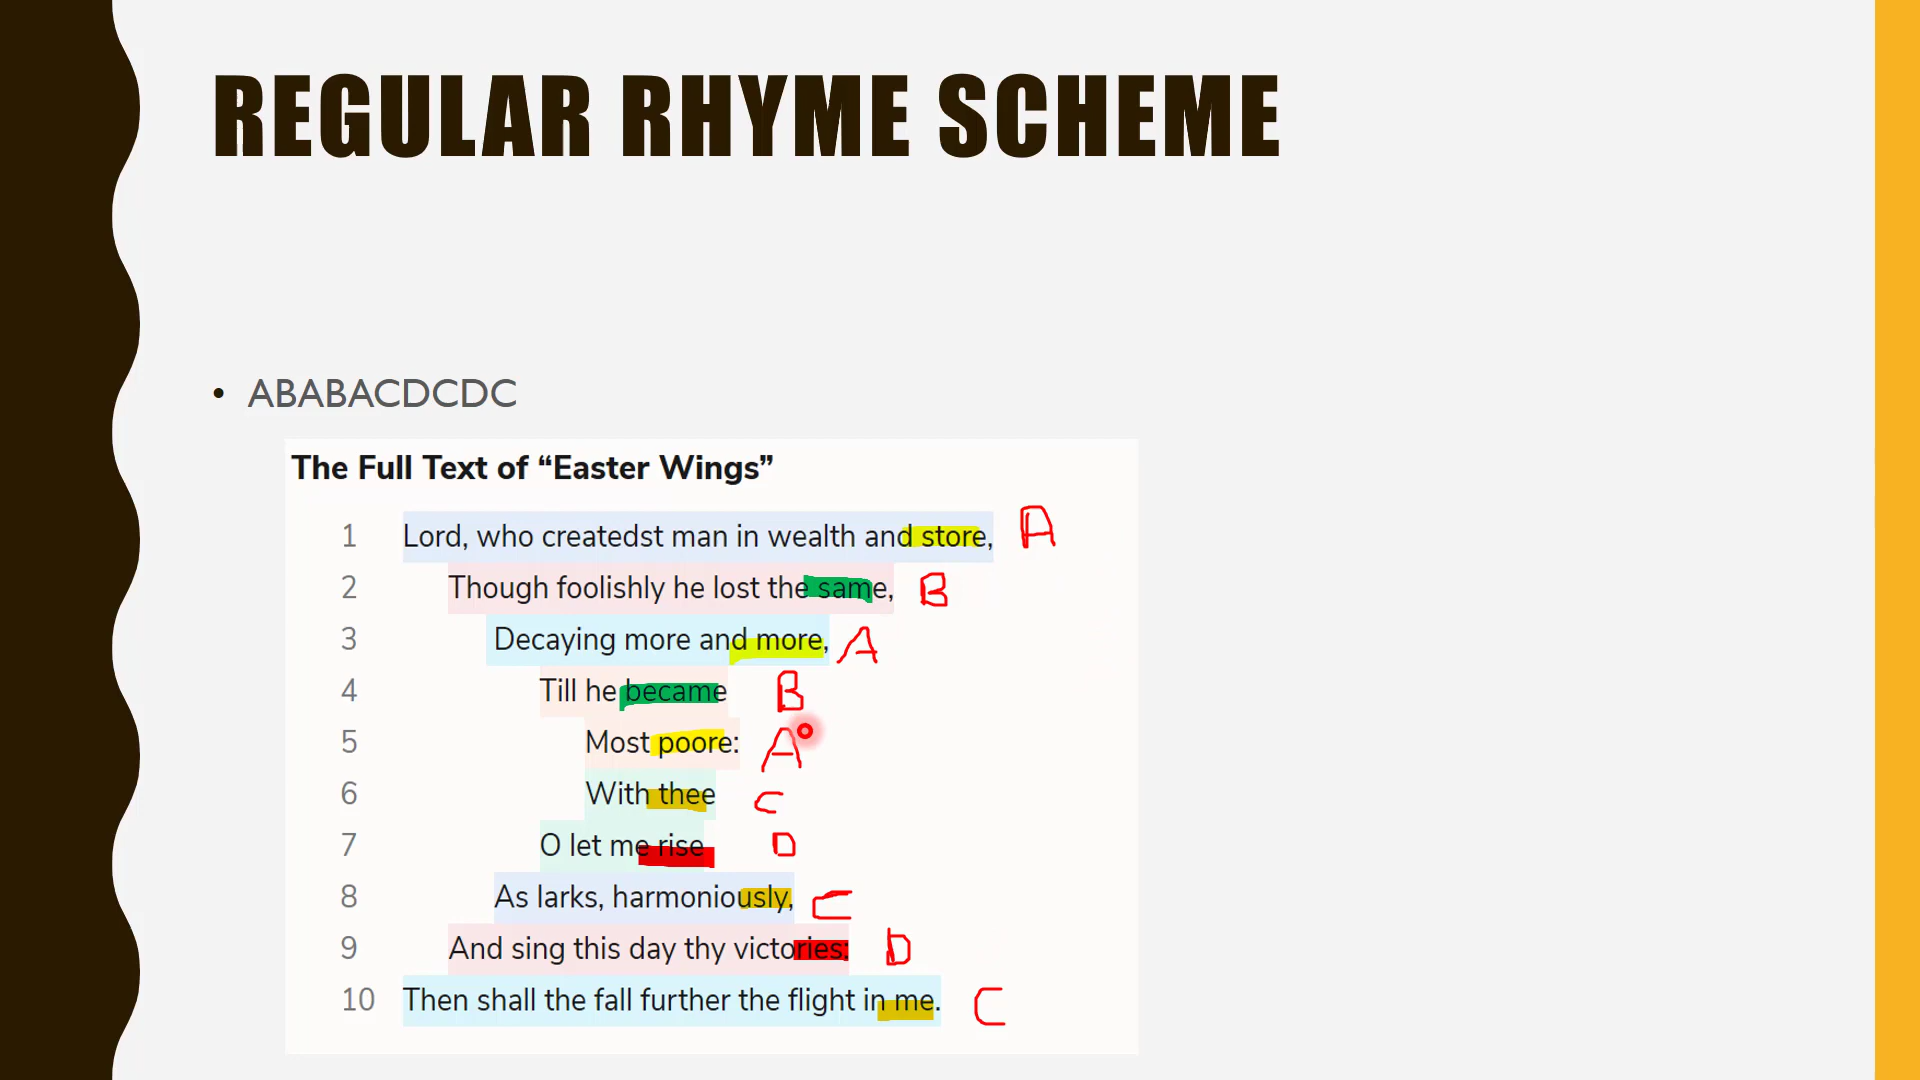 REGULAR RHYME SCHEME
• ABABACDCDC
The Full Text of “Easter Wings”
1 Lord, who createdst man in wealth and store, A
2 Though foolishly he lost the same, B
3 Decaying more and more, A
4 Till he became B
5 Most poore: A
6 With thee C
7 O let me rise D
8 As larks, harmoniously, C
9 And sing this day thy victories: D
10 Then shall the fall further the flight in me. C